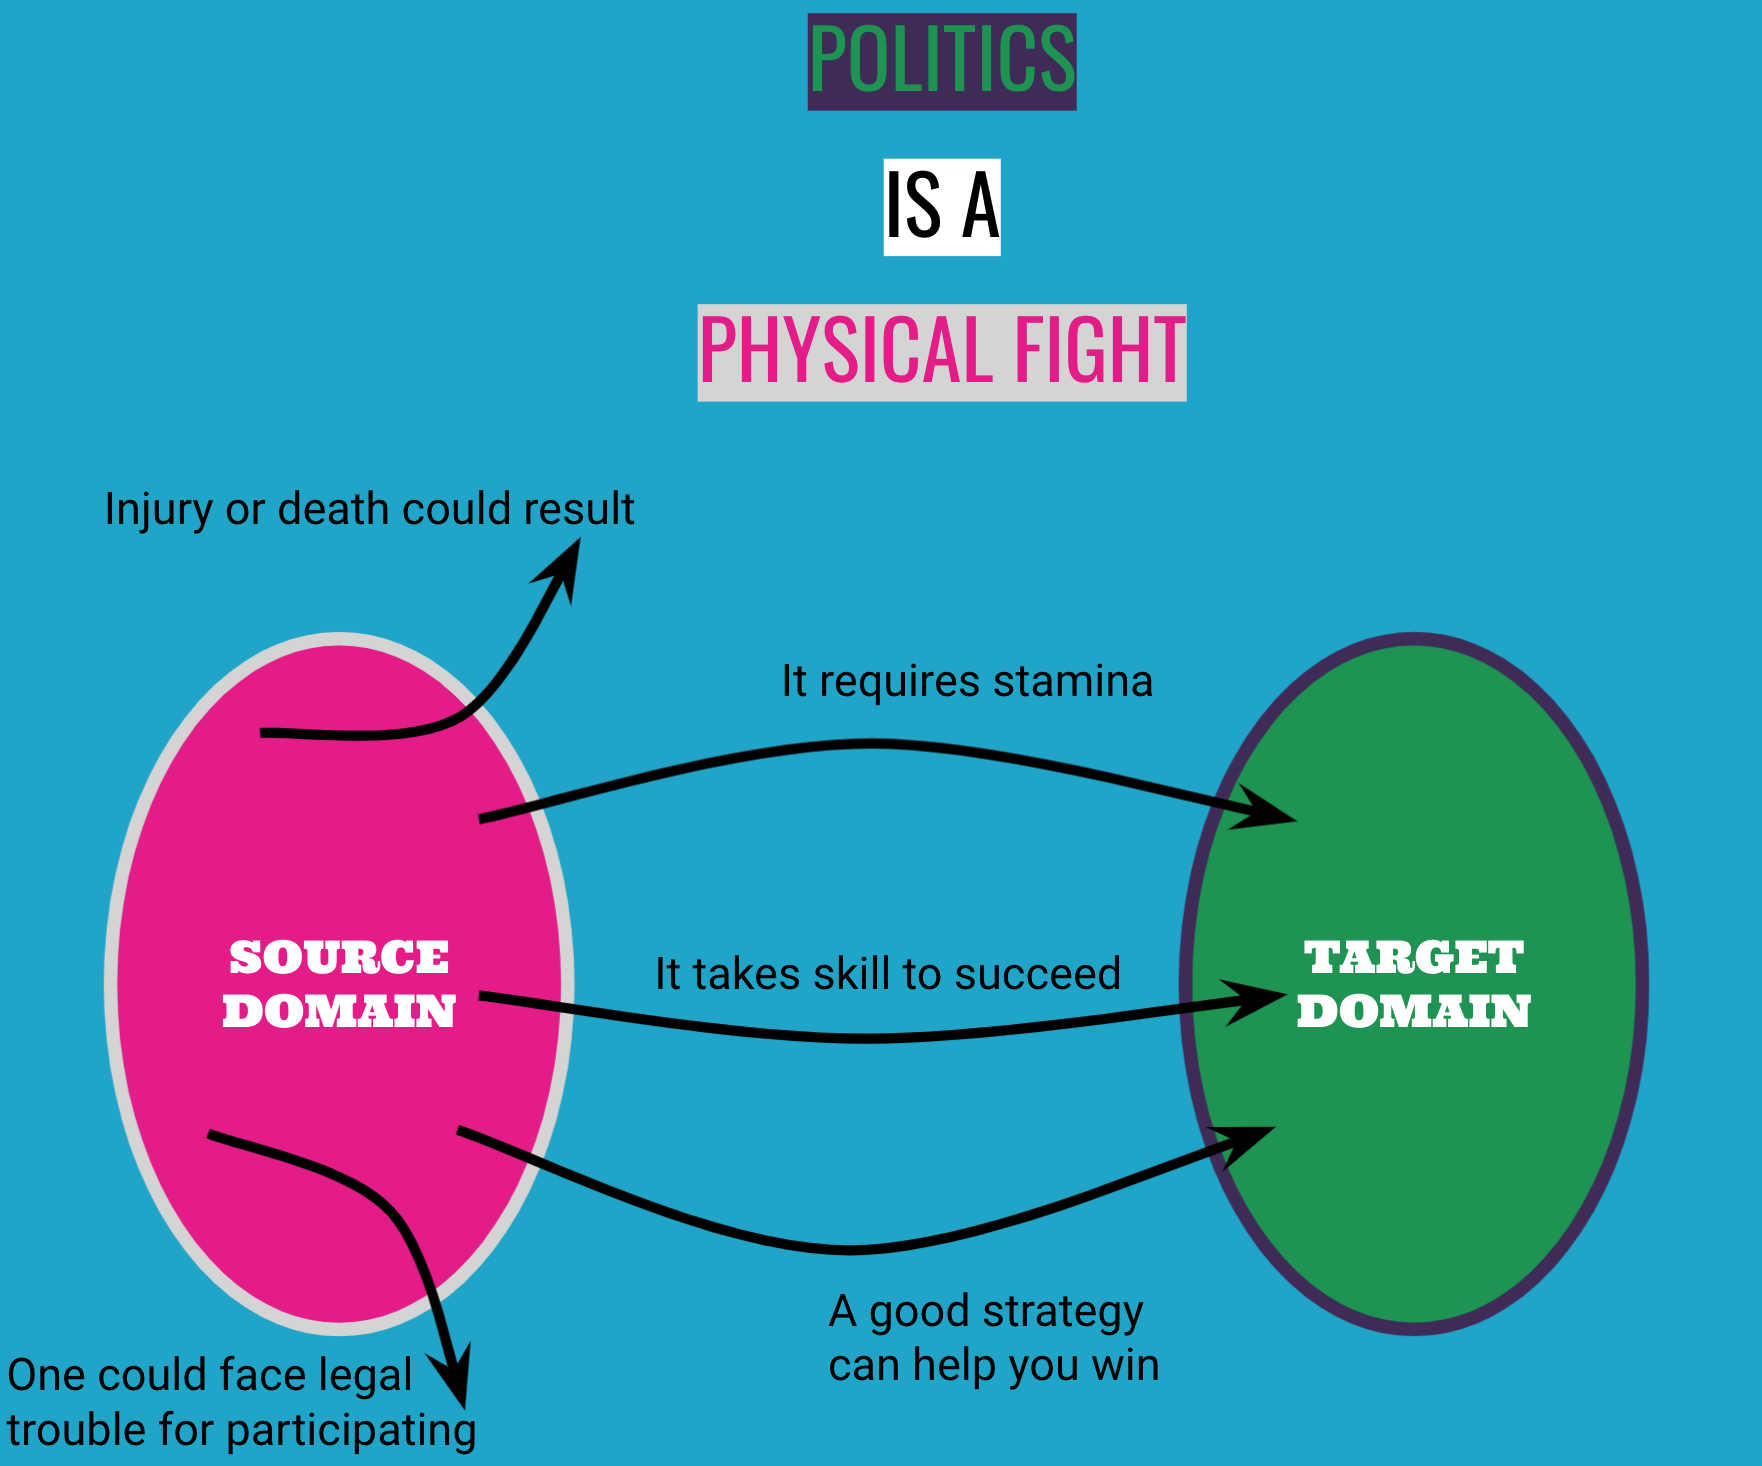 POLITICS
IS A
PHYSICAL FIGHT
Injury or death could result
It requires stamina
SOURCE
DOMAIN
It takes skill to succeed
TARGET
DOMAIN
A good strategy
can help you win
One could face legal
trouble for participating